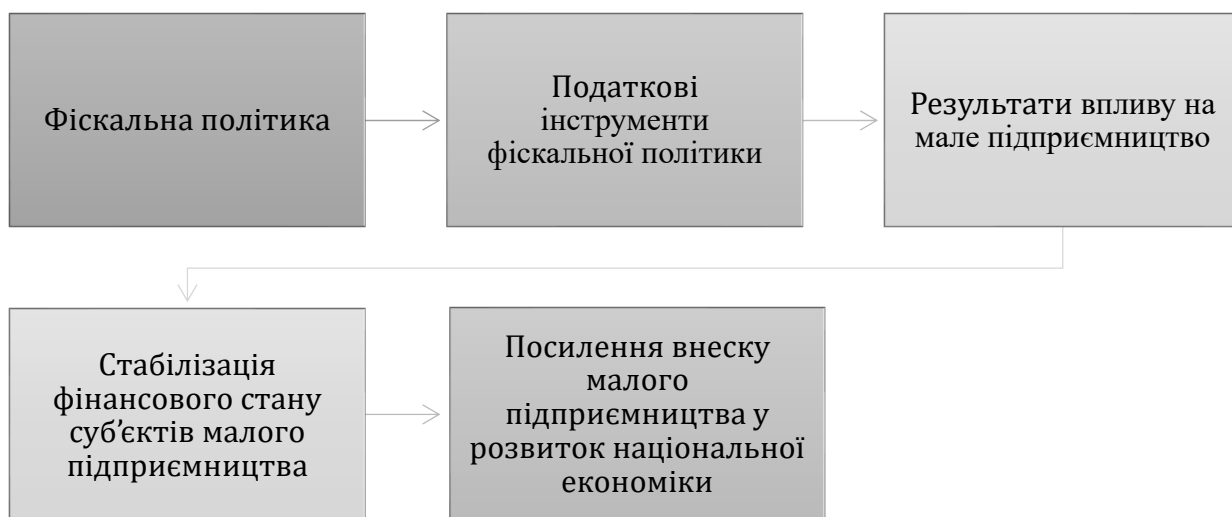 Фіскальна політика
Податкові
інструменти
фіскальної політики
Результати впливу на
мале підприємництво
Стабілізація
фінансового стану
суб’єктів малого
підприємництва
Посилення внеску
малого
підприємництва у
розвиток національної
економіки